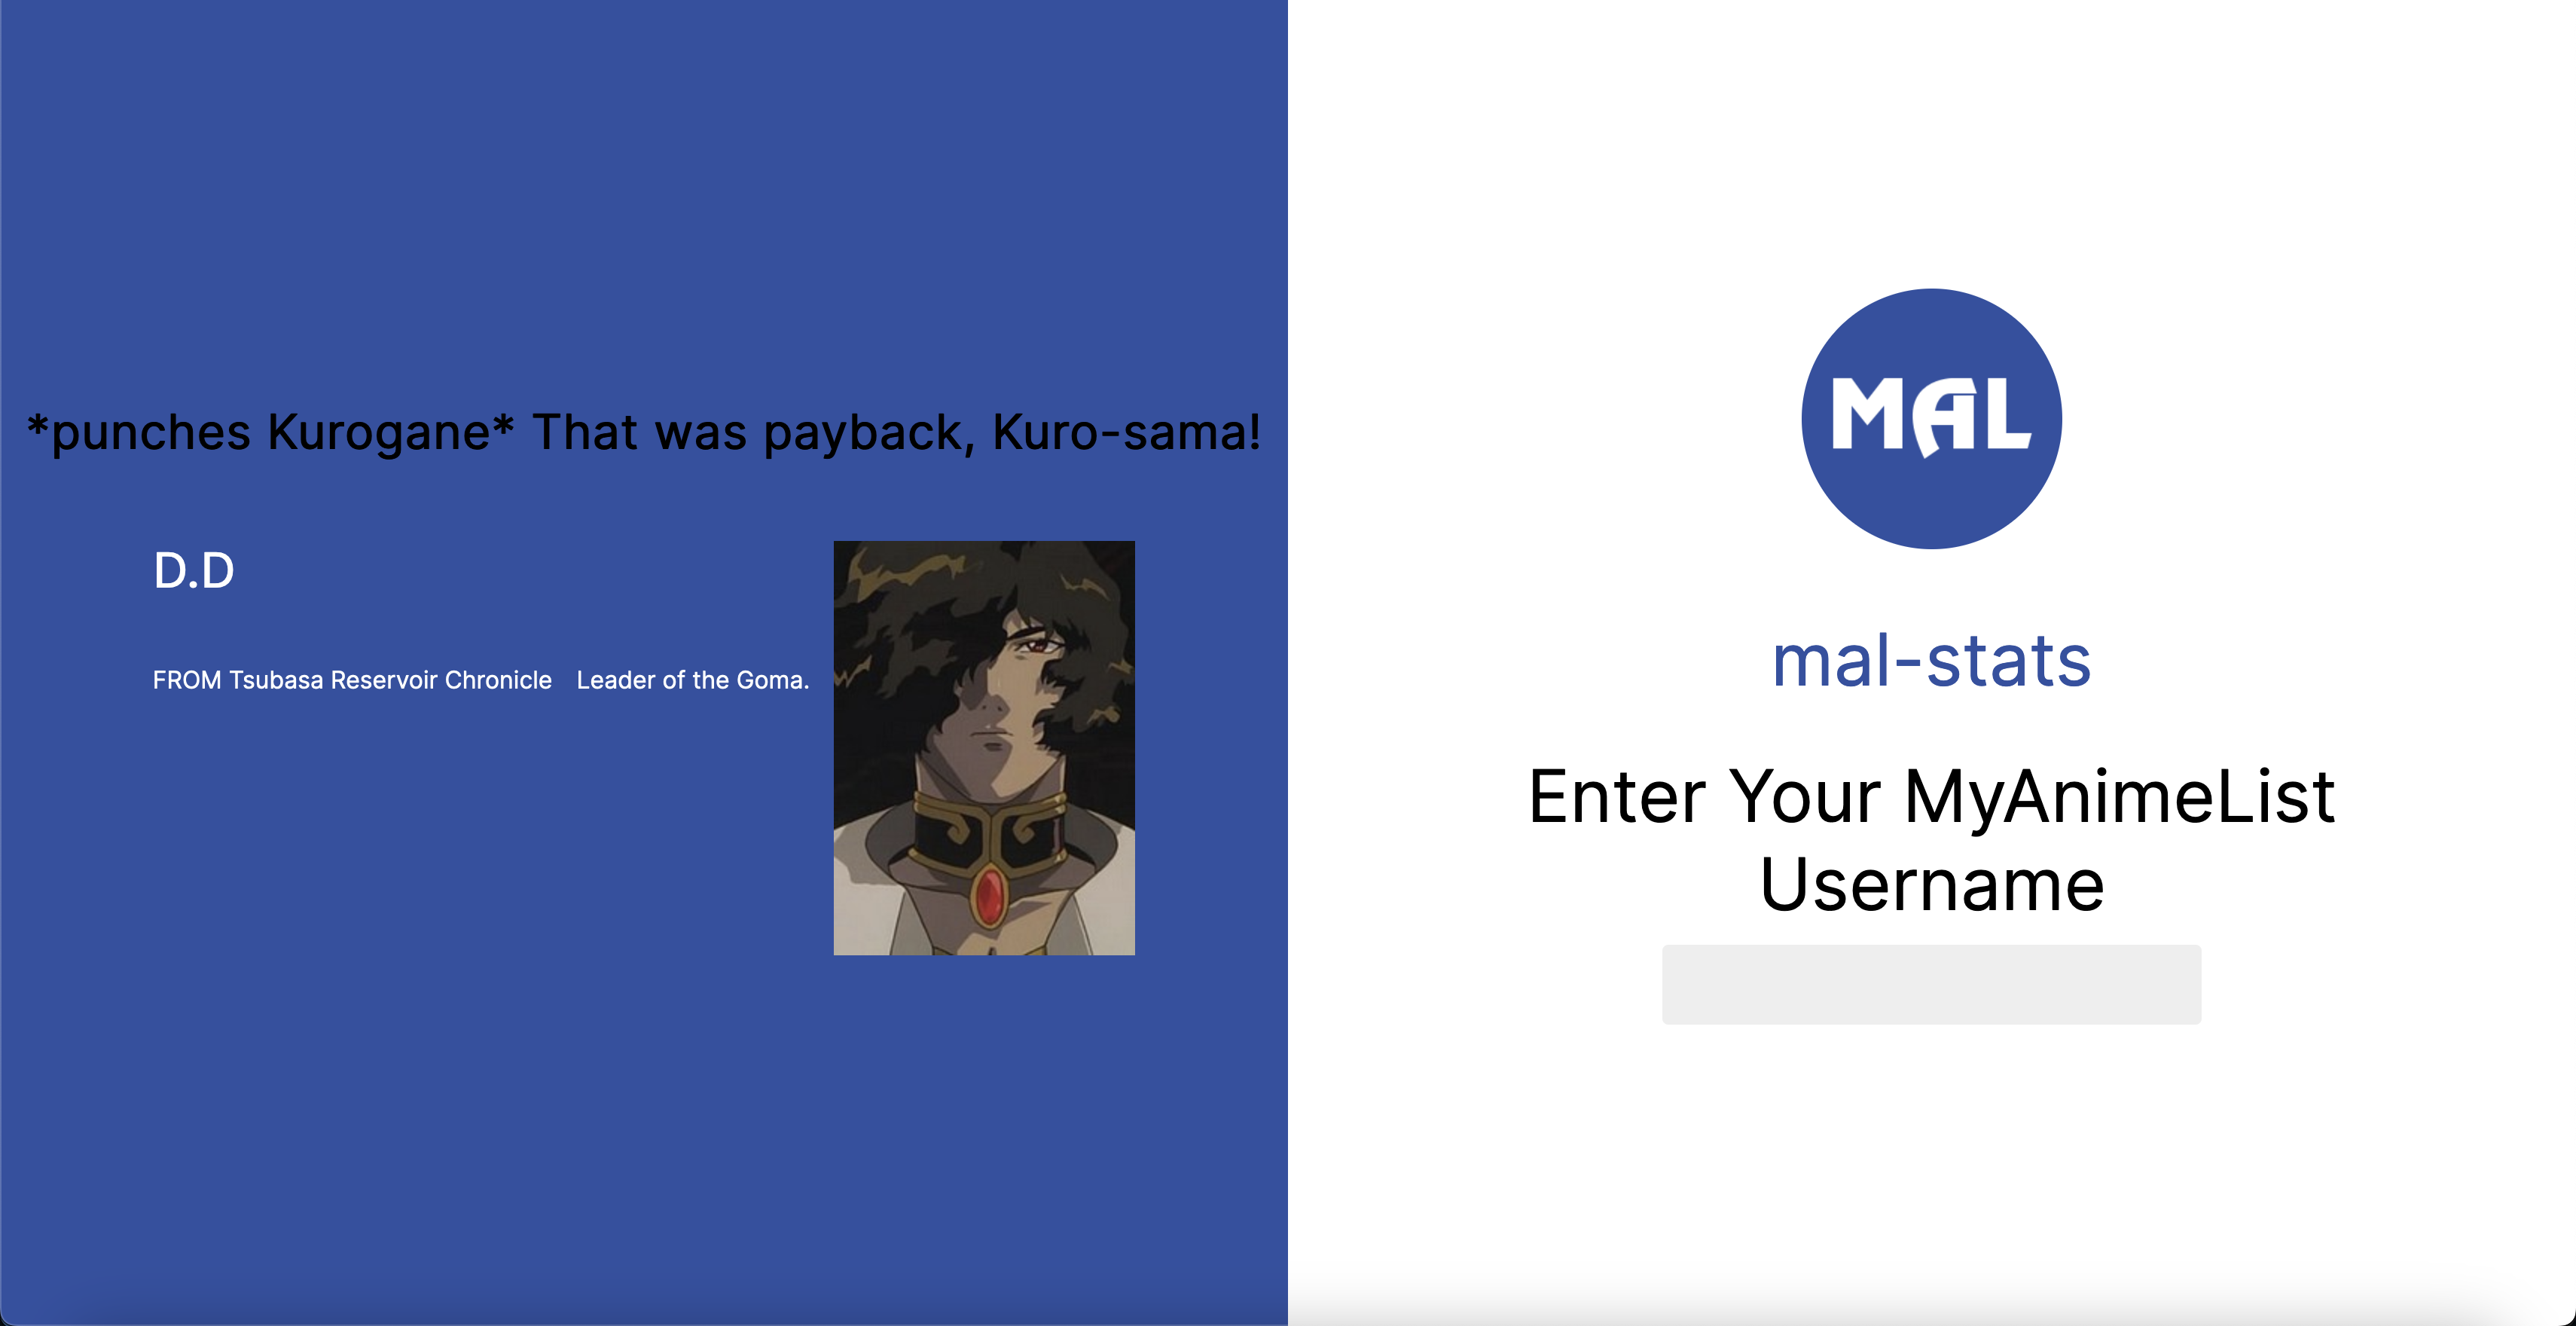 *punches Kurogane* That was payback, Kuro-sama!
D.D
FROM Tsubasa Reservoir Chronicle
Leader of the Goma.
MAL
mal-stats
Enter Your MyAnimeList
Username